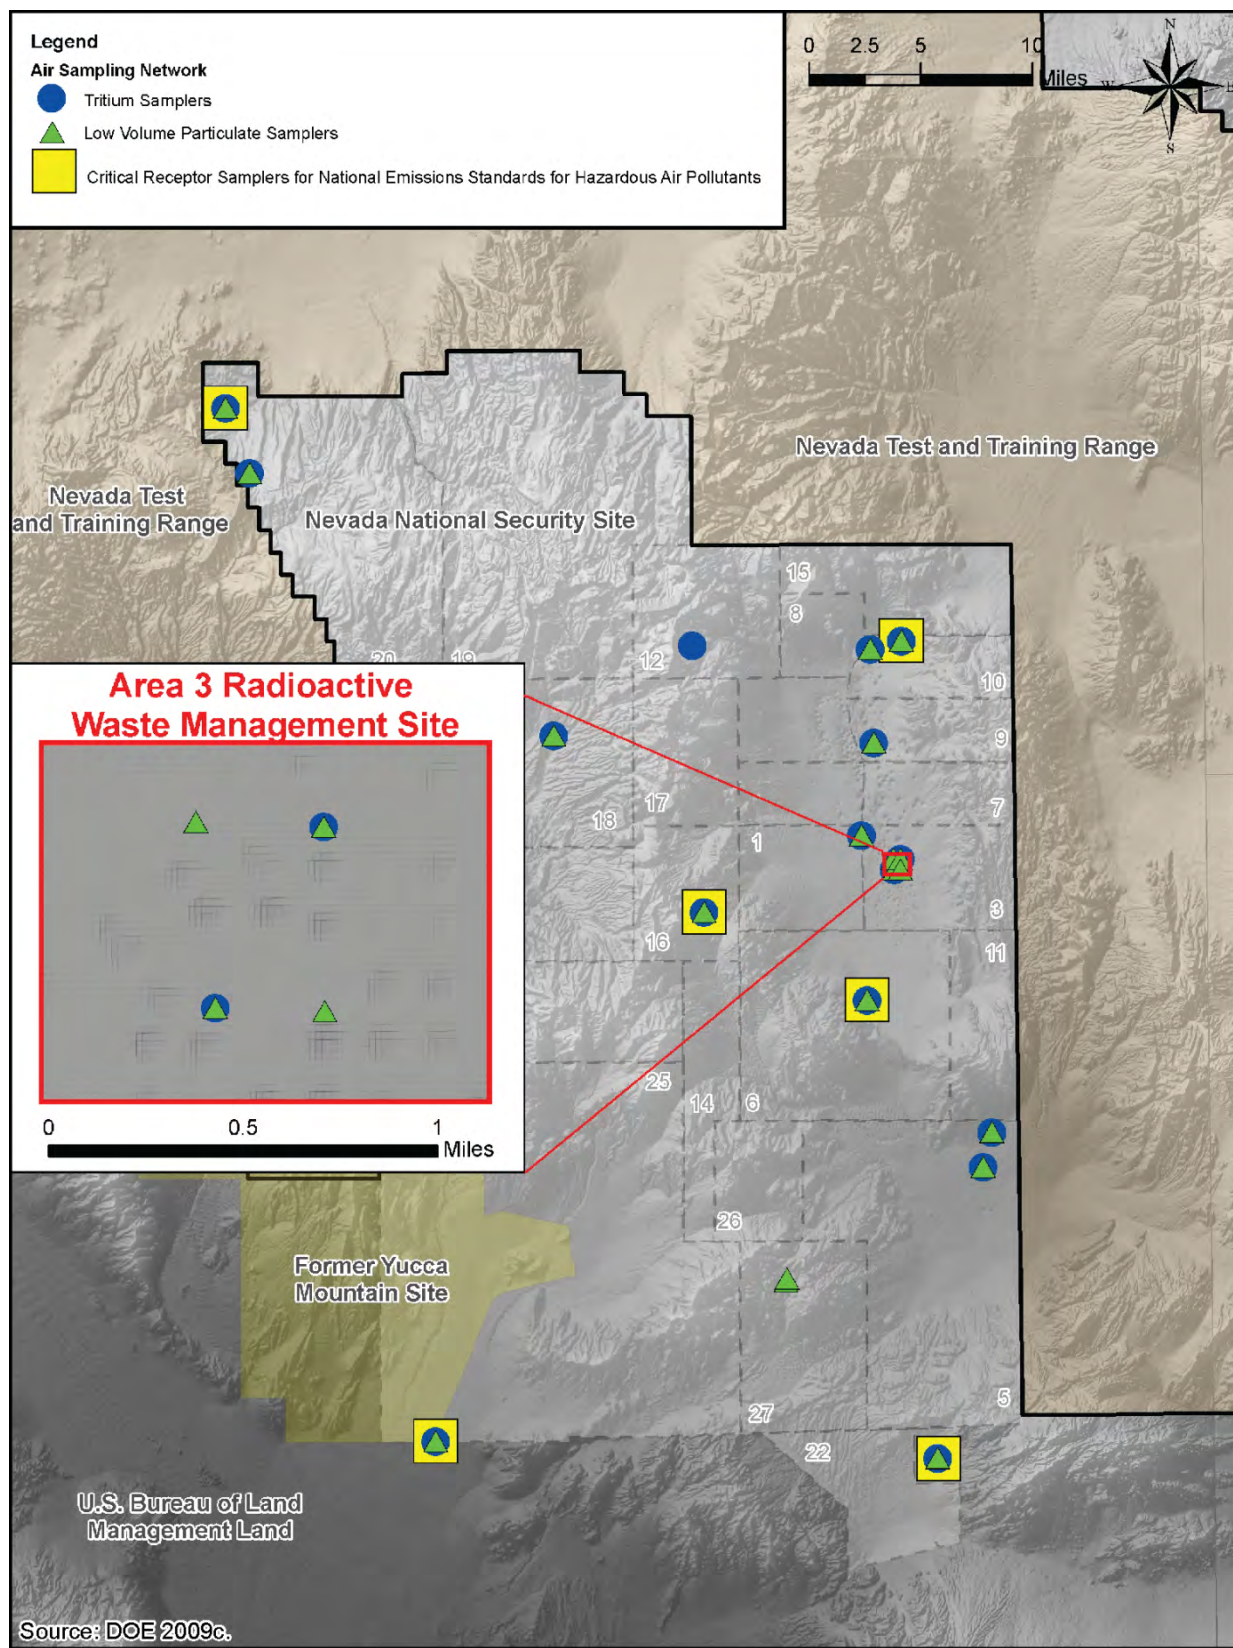 Legend
Air Sampling Network
Tritium Samplers
Low Volume Particulate Samplers
Critical Receptor Samplers for National Emissions Standards for Hazardous Air Pollutants
0 2.5 5 10
Miles
N
W E
S
Nevada Test and Training Range
Nevada Test
and Training Range
Nevada National Security Site
15
8
20 19 12
10
9
17
7
18
1
3
16
11
25
14 6
26
27
5
22
Area 3 Radioactive
Waste Management Site
0 0.5 1
Miles
Former Yucca
Mountain Site
U.S. Bureau of Land
Management Land
Source: DOE 2009c.